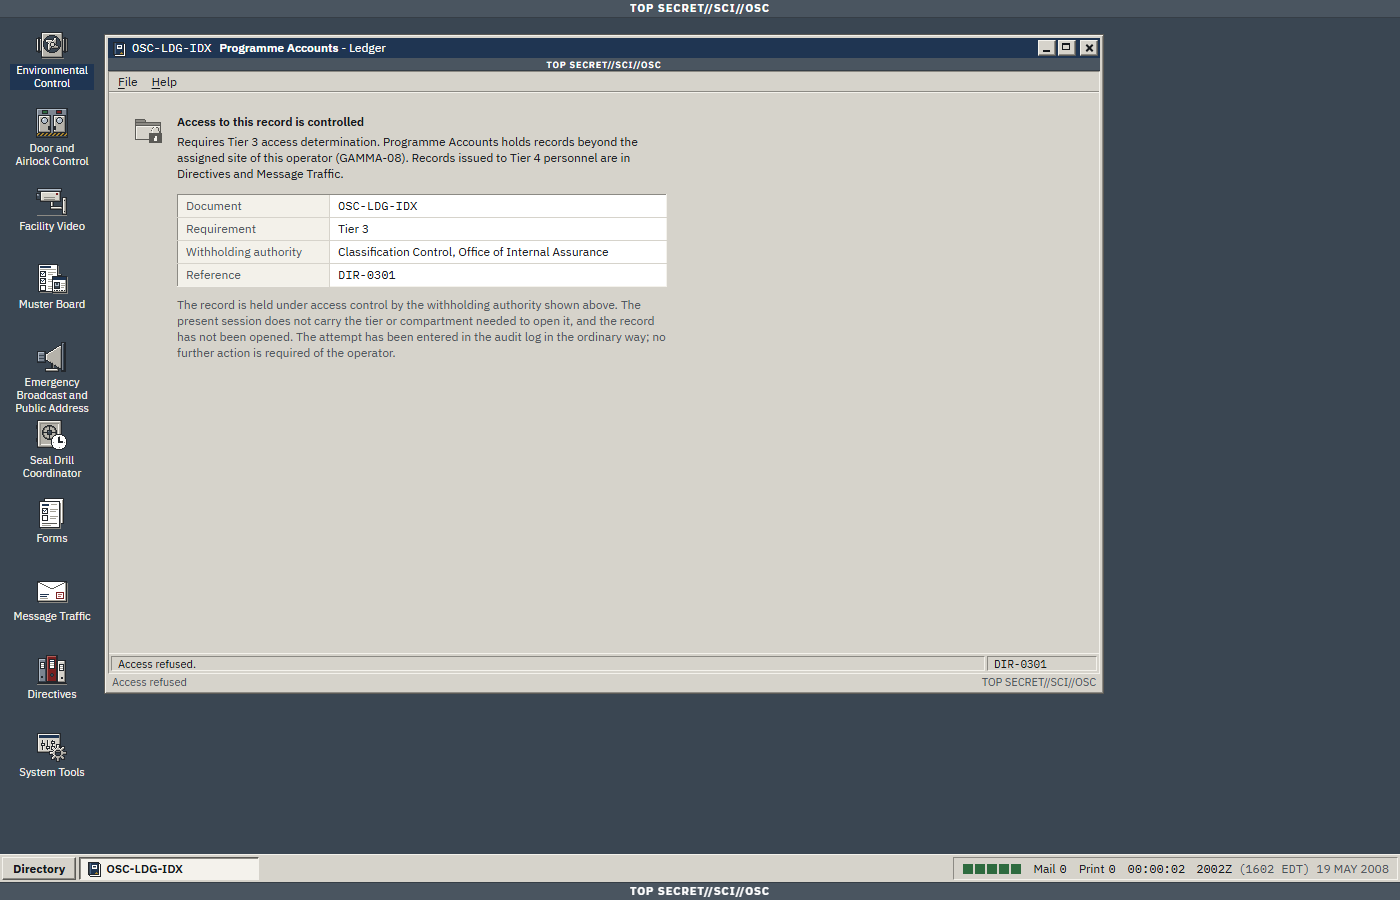 TOP SECRET//SCI//OSC
Environmental
Control
Door and
Airlock Control
Facility Video
Muster Board
Emergency
Broadcast and
Public Address
Seal Drill
Coordinator
Forms
Message Traffic
Directives
System Tools
OSC-LDG-IDX Programme Accounts - Ledger
TOP SECRET//SCI//OSC
File Help
Access to this record is controlled
Requires Tier 3 access determination. Programme Accounts holds records beyond the
assigned site of this operator (GAMMA-08). Records issued to Tier 4 personnel are in
Directives and Message Traffic.
Document OSC-LDG-IDX
Requirement Tier 3
Withholding authority Classification Control, Office of Internal Assurance
Reference DIR-0301
The record is held under access control by the withholding authority shown above. The
present session does not carry the tier or compartment needed to open it, and the record
has not been opened. The attempt has been entered in the audit log in the ordinary way; no
further action is required of the operator.
Access refused. DIR-0301
Access refused TOP SECRET//SCI//OSC
Directory OSC-LDG-IDX Mail 0 Print 0 00:00:02 2002Z (1602 EDT) 19 MAY 2008
TOP SECRET//SCI//OSC